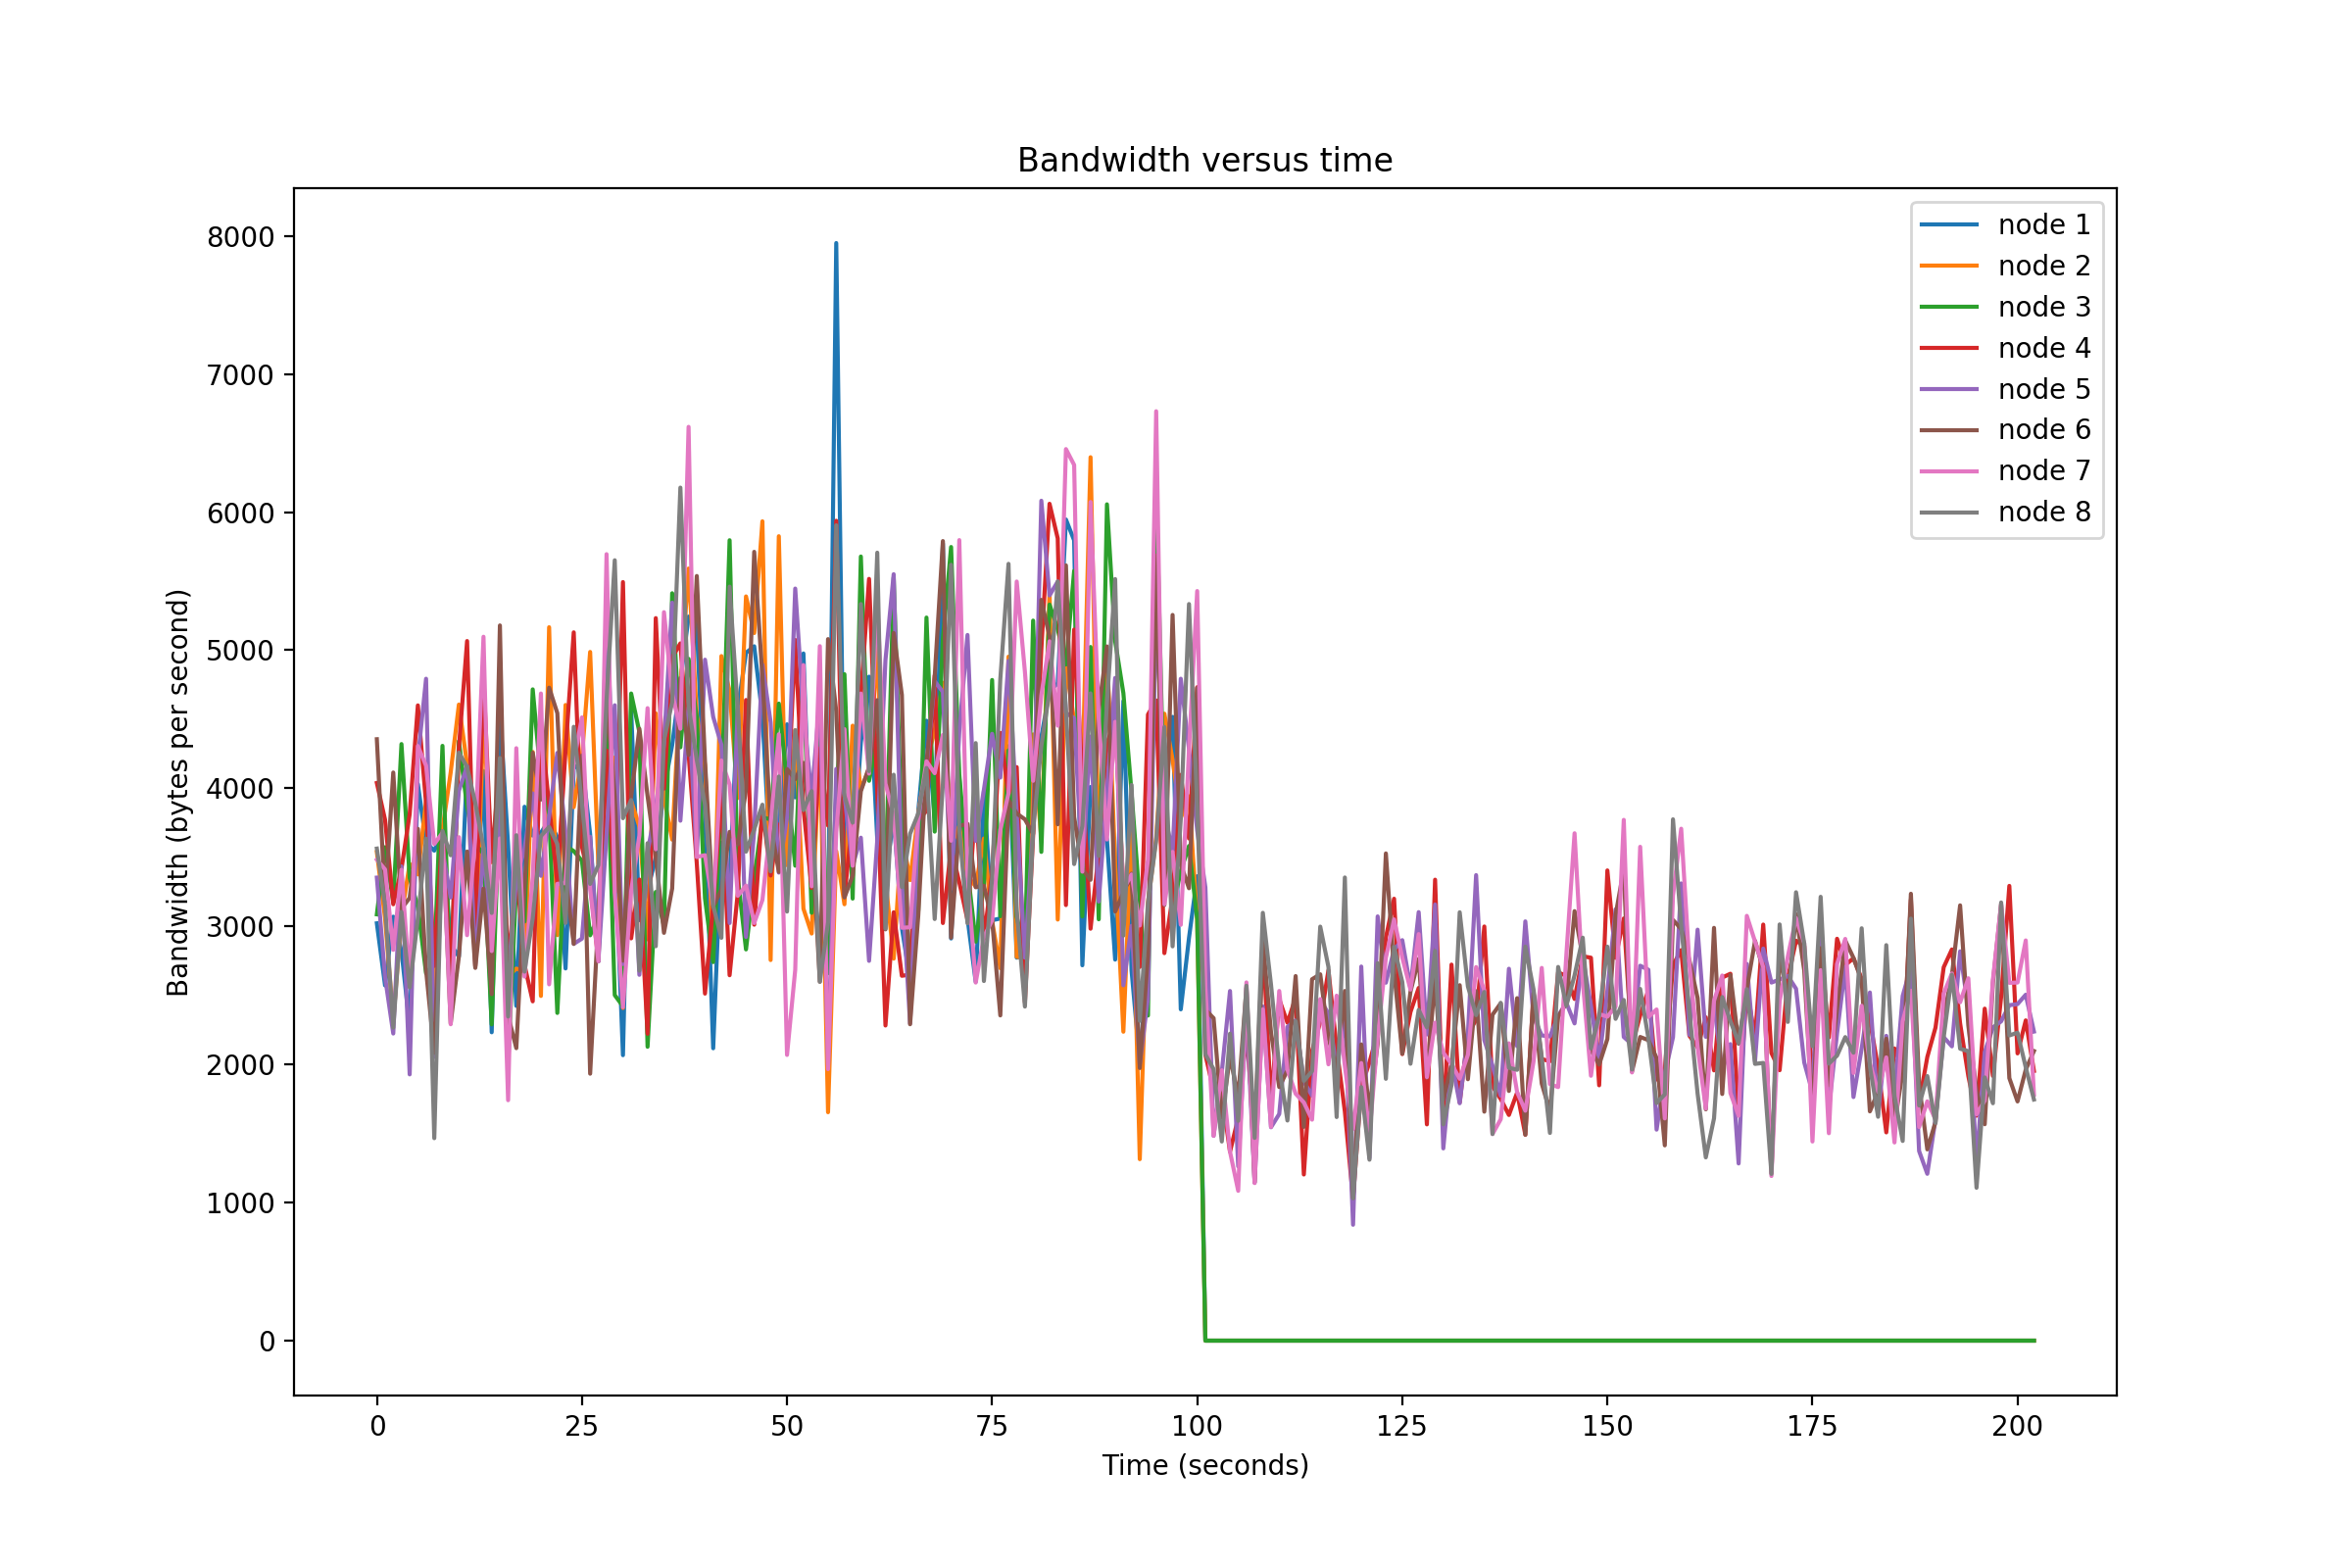 Bandwidth versus time
8000
7000
6000
5000
4000
3000
2000
1000
0
Bandwidth (bytes per second)
node 1
node 2
node 3
node 4
node 5
node 6
node 7
node 8
0 25 50 75 100 125 150 175 200
Time (seconds)